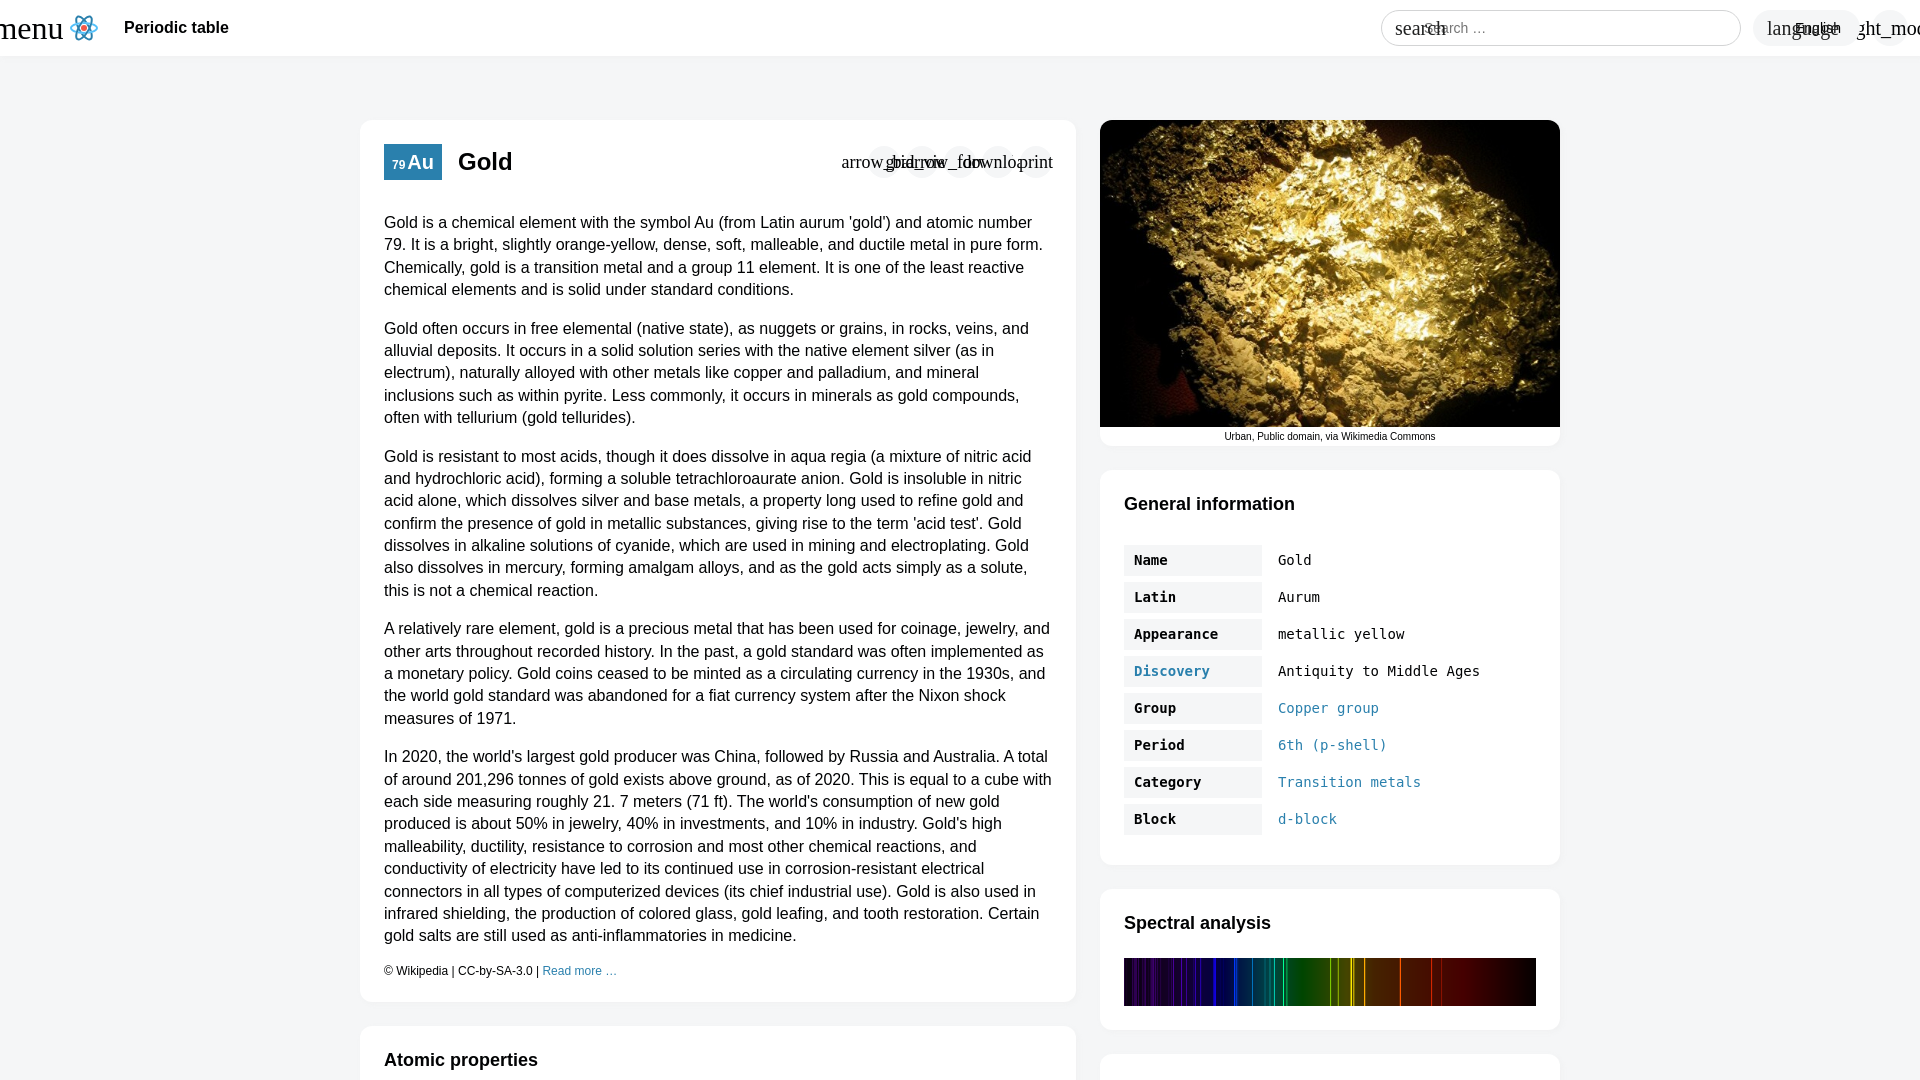 menu
Periodic table
search
Search …
language
English
79 Au
Gold
print
Gold is a chemical element with the symbol Au (from Latin aurum 'gold') and atomic number
79. It is a bright, slightly orange-yellow, dense, soft, malleable, and ductile metal in pure form.
Chemically, gold is a transition metal and a group 11 element. It is one of the least reactive
chemical elements and is solid under standard conditions.
Gold often occurs in free elemental (native state), as nuggets or grains, in rocks, veins, and
alluvial deposits. It occurs in a solid solution series with the native element silver (as in
electrum), naturally alloyed with other metals like copper and palladium, and mineral
inclusions such as within pyrite. Less commonly, it occurs in minerals as gold compounds,
often with tellurium (gold tellurides).
Gold is resistant to most acids, though it does dissolve in aqua regia (a mixture of nitric acid
and hydrochloric acid), forming a soluble tetrachloroaurate anion. Gold is insoluble in nitric
acid alone, which dissolves silver and base metals, a property long used to refine gold and
confirm the presence of gold in metallic substances, giving rise to the term 'acid test'. Gold
dissolves in alkaline solutions of cyanide, which are used in mining and electroplating. Gold
also dissolves in mercury, forming amalgam alloys, and as the gold acts simply as a solute,
this is not a chemical reaction.
A relatively rare element, gold is a precious metal that has been used for coinage, jewelry, and
other arts throughout recorded history. In the past, a gold standard was often implemented as
a monetary policy. Gold coins ceased to be minted as a circulating currency in the 1930s, and
the world gold standard was abandoned for a fiat currency system after the Nixon shock
measures of 1971.
In 2020, the world's largest gold producer was China, followed by Russia and Australia. A total
of around 201,296 tonnes of gold exists above ground, as of 2020. This is equal to a cube with
each side measuring roughly 21. 7 meters (71 ft). The world's consumption of new gold
produced is about 50% in jewelry, 40% in investments, and 10% in industry. Gold's high
malleability, ductility, resistance to corrosion and most other chemical reactions, and
conductivity of electricity have led to its continued use in corrosion-resistant electrical
connectors in all types of computerized devices (its chief industrial use). Gold is also used in
infrared shielding, the production of colored glass, gold leafing, and tooth restoration. Certain
gold salts are still used as anti-inflammatories in medicine.
© Wikipedia | CC-by-SA-3.0 | Read more …
Atomic properties
Urban, Public domain, via Wikimedia Commons
General information
Name Gold
Latin Aurum
Appearance metallic yellow
Discovery Antiquity to Middle Ages
Group Copper group
Period 6th (p-shell)
Category Transition metals
Block d-block
Spectral analysis